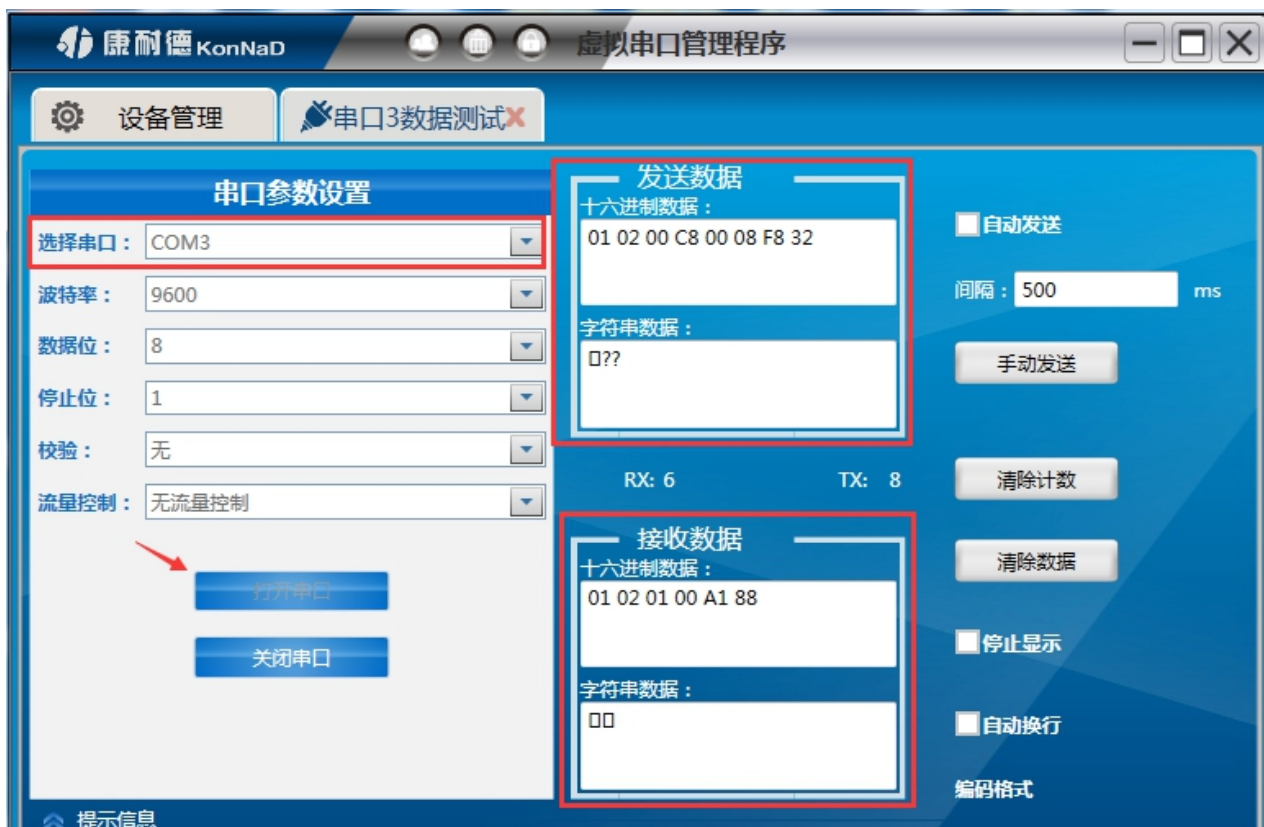 康耐德 KonNaD
虚拟串口管理程序
设备管理
串口3数据测试
串口参数设置
选择串口： COM3
波特率： 9600
数据位： 8
停止位： 1
校验： 无
流量控制： 无流量控制
打开串口
关闭串口
发送数据
十六进制数据：
01 02 00 C8 00 08 F8 32
字符串数据：
□??
RX: 6 TX: 8
接收数据
十六进制数据：
01 02 01 00 A1 88
字符串数据：
□□
自动发送
间隔： 500 ms
手动发送
清除计数
清除数据
停止显示
自动换行
编码格式
提示信息